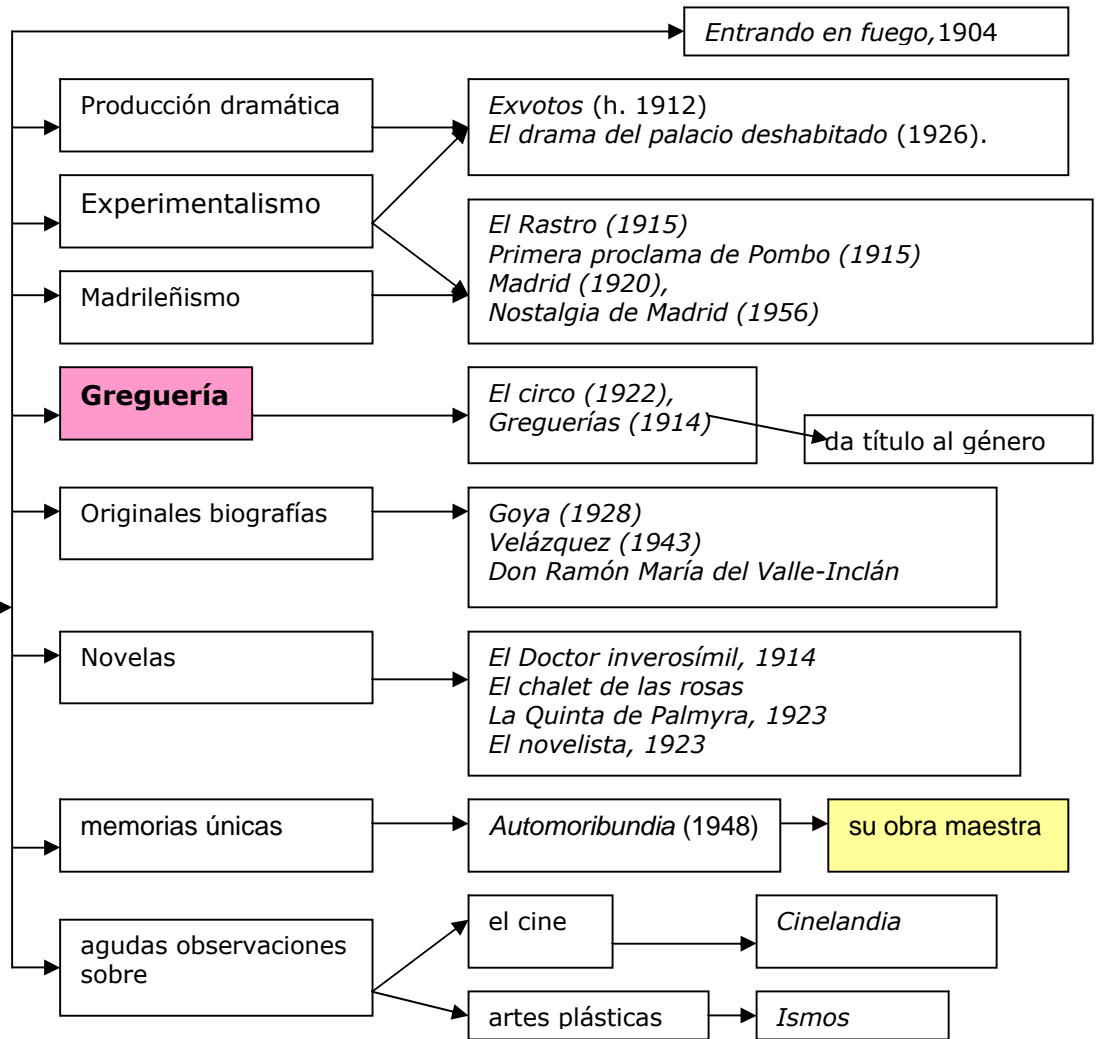 Entrando en fuego,1904
Producción dramática
Exvotos (h. 1912)
El drama del palacio deshabitado (1926).
Experimentalismo
El Rastro (1915)
Primera proclama de Pombo (1915)
Madrid (1920),
Nostalgia de Madrid (1956)
Madrileñismo
Greguería
El circo (1922),
Greguerías (1914)
da título al género
Originales biografías
Goya (1928)
Velázquez (1943)
Don Ramón María del Valle-Inclán
Novelas
El Doctor inverosímil, 1914
El chalet de las rosas
La Quinta de Palmyra, 1923
El novelista, 1923
memorias únicas
Automoribundia (1948)
su obra maestra
agudas observaciones
sobre
el cine
Cinelandia
artes plásticas
Ismos